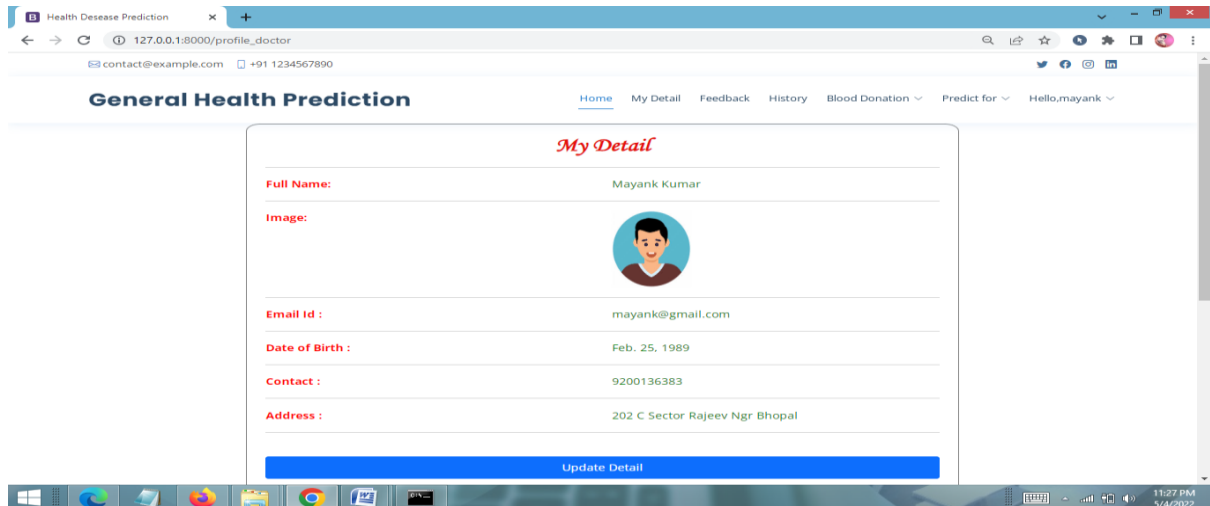 B Health Desease Prediction
127.0.0.1:8000/profile_doctor
contact@example.com +91 1234567890
General Health Prediction Home My Detail Feedback History Blood Donation Predict for Hello,mayank
My Detail
Full Name: Mayank Kumar
Image:
Email Id : mayank@gmail.com
Date of Birth : Feb. 25, 1989
Contact : 9200136383
Address : 202 C Sector Rajeev Ngr Bhopal
Update Detail
11:27 PM
5/4/2022